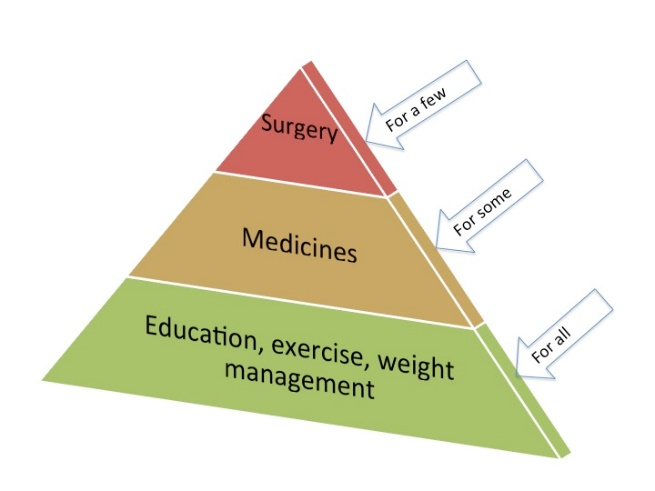 For a few
Surgery
For some
Medicines
For all
Education, exercise, weight
management